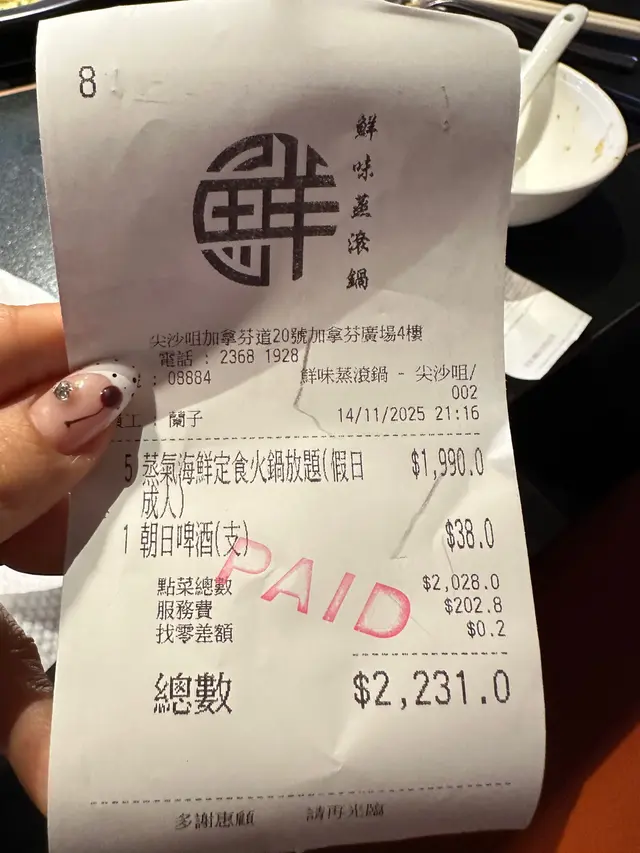 8
鮮
鮮味蒸滾鍋
尖沙咀加拿芬道20號加拿芬廣場4樓
電話 : 2368 1928
: 08884 鮮味蒸滾鍋 - 尖沙咀/
002
員工 : 蘭子 14/11/2025 21:16
5 蒸氣海鮮定食火鍋放題(假日
成人)
1 朝日啤酒(支)
$1,990.0
$38.0
PAID
點菜總數 $2,028.0
服務費 $202.8
找零差額 $0.2
總數 $2,231.0
多謝惠顧 請再光臨